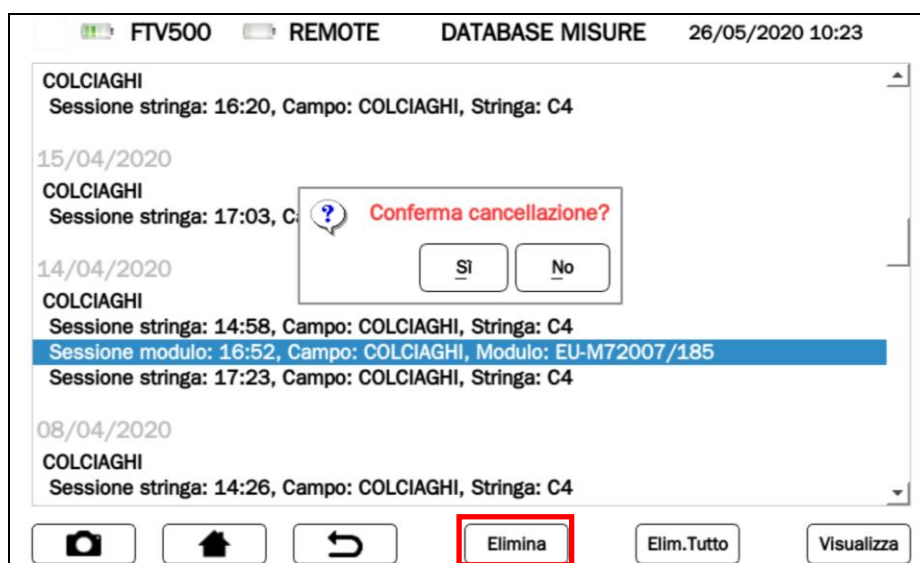 FTV500 REMOTE DATABASE MISURE 26/05/2020 10:23
COLCIAGHI
Sessione stringa: 16:20, Campo: COLCIAGHI, Stringa: C4
15/04/2020
COLCIAGHI
Sessione stringa: 17:03,
Conferma cancellazione?
Sì No
14/04/2020
COLCIAGHI
Sessione stringa: 14:58, Campo: COLCIAGHI, Stringa: C4
Sessione modulo: 16:52, Campo: COLCIAGHI, Modulo: EU-M72007/185
Sessione stringa: 17:23, Campo: COLCIAGHI, Stringa: C4
08/04/2020
COLCIAGHI
Sessione stringa: 14:26, Campo: COLCIAGHI, Stringa: C4
Elimina Elim.Tutto Visualizza